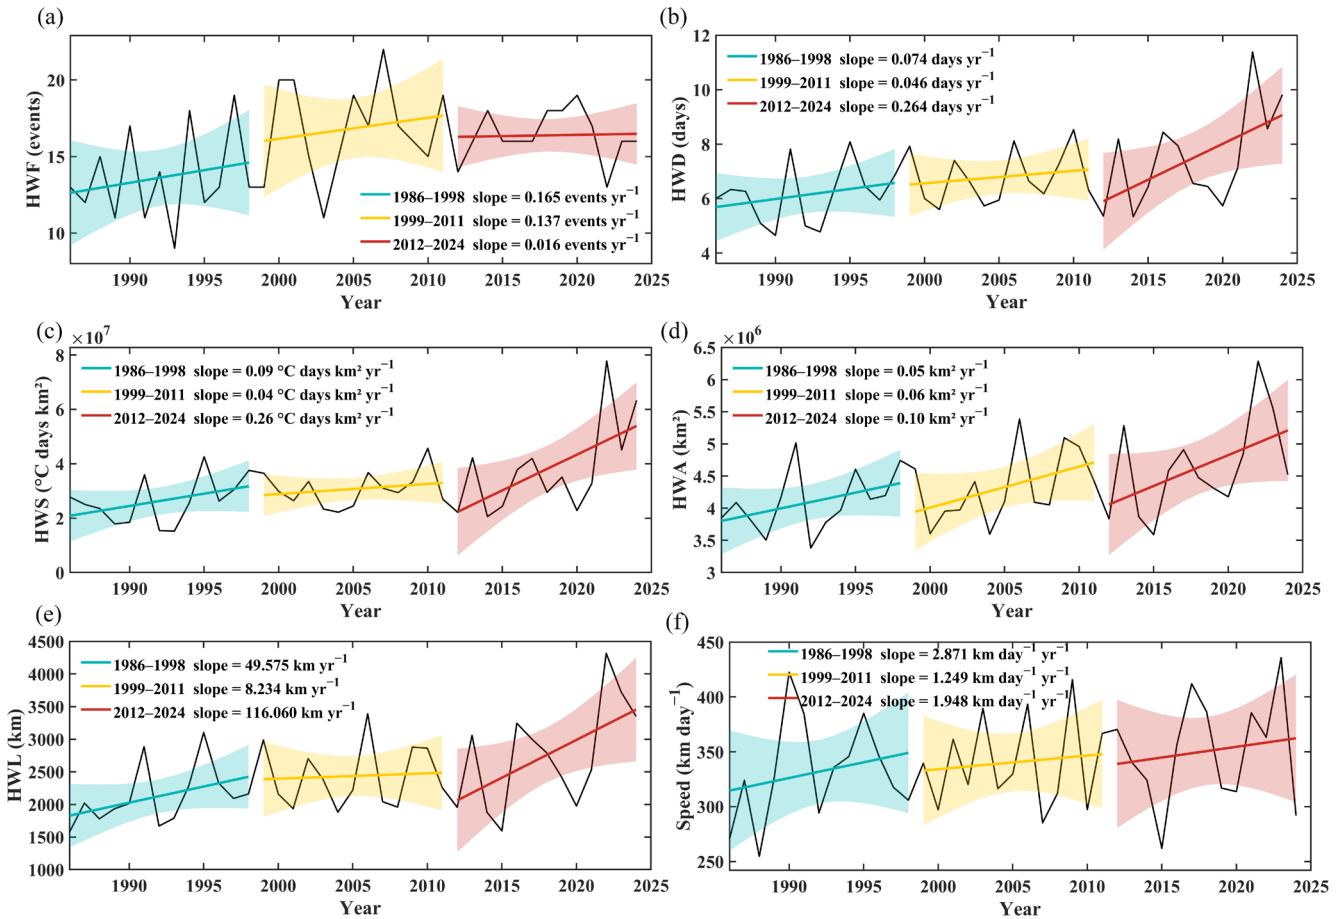 (a)
HWF (events)
20
15
10
1986–1998 slope = 0.165 events yr⁻¹
1999–2011 slope = 0.137 events yr⁻¹
2012–2024 slope = 0.016 events yr⁻¹
1990 1995 2000 2005 2010 2015 2020 2025
Year
(b)
HWD (days)
12
10
8
6
4
1986–1998 slope = 0.074 days yr⁻¹
1999–2011 slope = 0.046 days yr⁻¹
2012–2024 slope = 0.264 days yr⁻¹
1990 1995 2000 2005 2010 2015 2020 2025
Year
(c)
×10⁷
HWS (°C days km²)
8
6
4
2
0
1986–1998 slope = 0.09 °C days km² yr⁻¹
1999–2011 slope = 0.04 °C days km² yr⁻¹
2012–2024 slope = 0.26 °C days km² yr⁻¹
1990 1995 2000 2005 2010 2015 2020 2025
Year
(d)
×10⁶
HWA (km²)
6.5
6
5.5
5
4.5
4
3.5
3
1986–1998 slope = 0.05 km² yr⁻¹
1999–2011 slope = 0.06 km² yr⁻¹
2012–2024 slope = 0.10 km² yr⁻¹
1990 1995 2000 2005 2010 2015 2020 2025
Year
(e)
HWL (km)
4500
4000
3500
3000
2500
2000
1500
1000
1986–1998 slope = 49.575 km yr⁻¹
1999–2011 slope = 8.234 km yr⁻¹
2012–2024 slope = 116.060 km yr⁻¹
1990 1995 2000 2005 2010 2015 2020 2025
Year
(f)
Speed (km day⁻¹)
450
400
350
300
250
1986–1998 slope = 2.871 km day⁻¹ yr⁻¹
1999–2011 slope = 1.249 km day⁻¹ yr⁻¹
2012–2024 slope = 1.948 km day⁻¹ yr⁻¹
1990 1995 2000 2005 2010 2015 2020 2025
Year